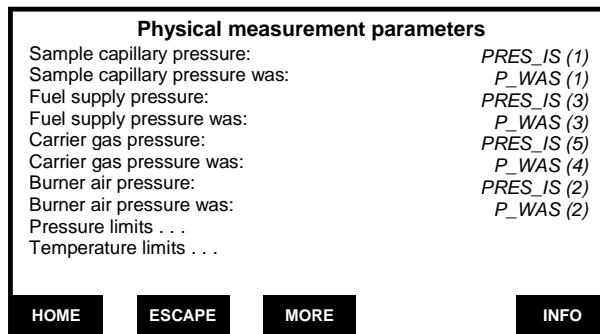 Physical measurement parameters
Sample capillary pressure: PRES_IS (1)
Sample capillary pressure was: P_WAS (1)
Fuel supply pressure: PRES_IS (3)
Fuel supply pressure was: P_WAS (3)
Carrier gas pressure: PRES_IS (5)
Carrier gas pressure was: P_WAS (4)
Burner air pressure: PRES_IS (2)
Burner air pressure was: P_WAS (2)
Pressure limits . . .
Temperature limits . . .
HOME ESCAPE MORE INFO